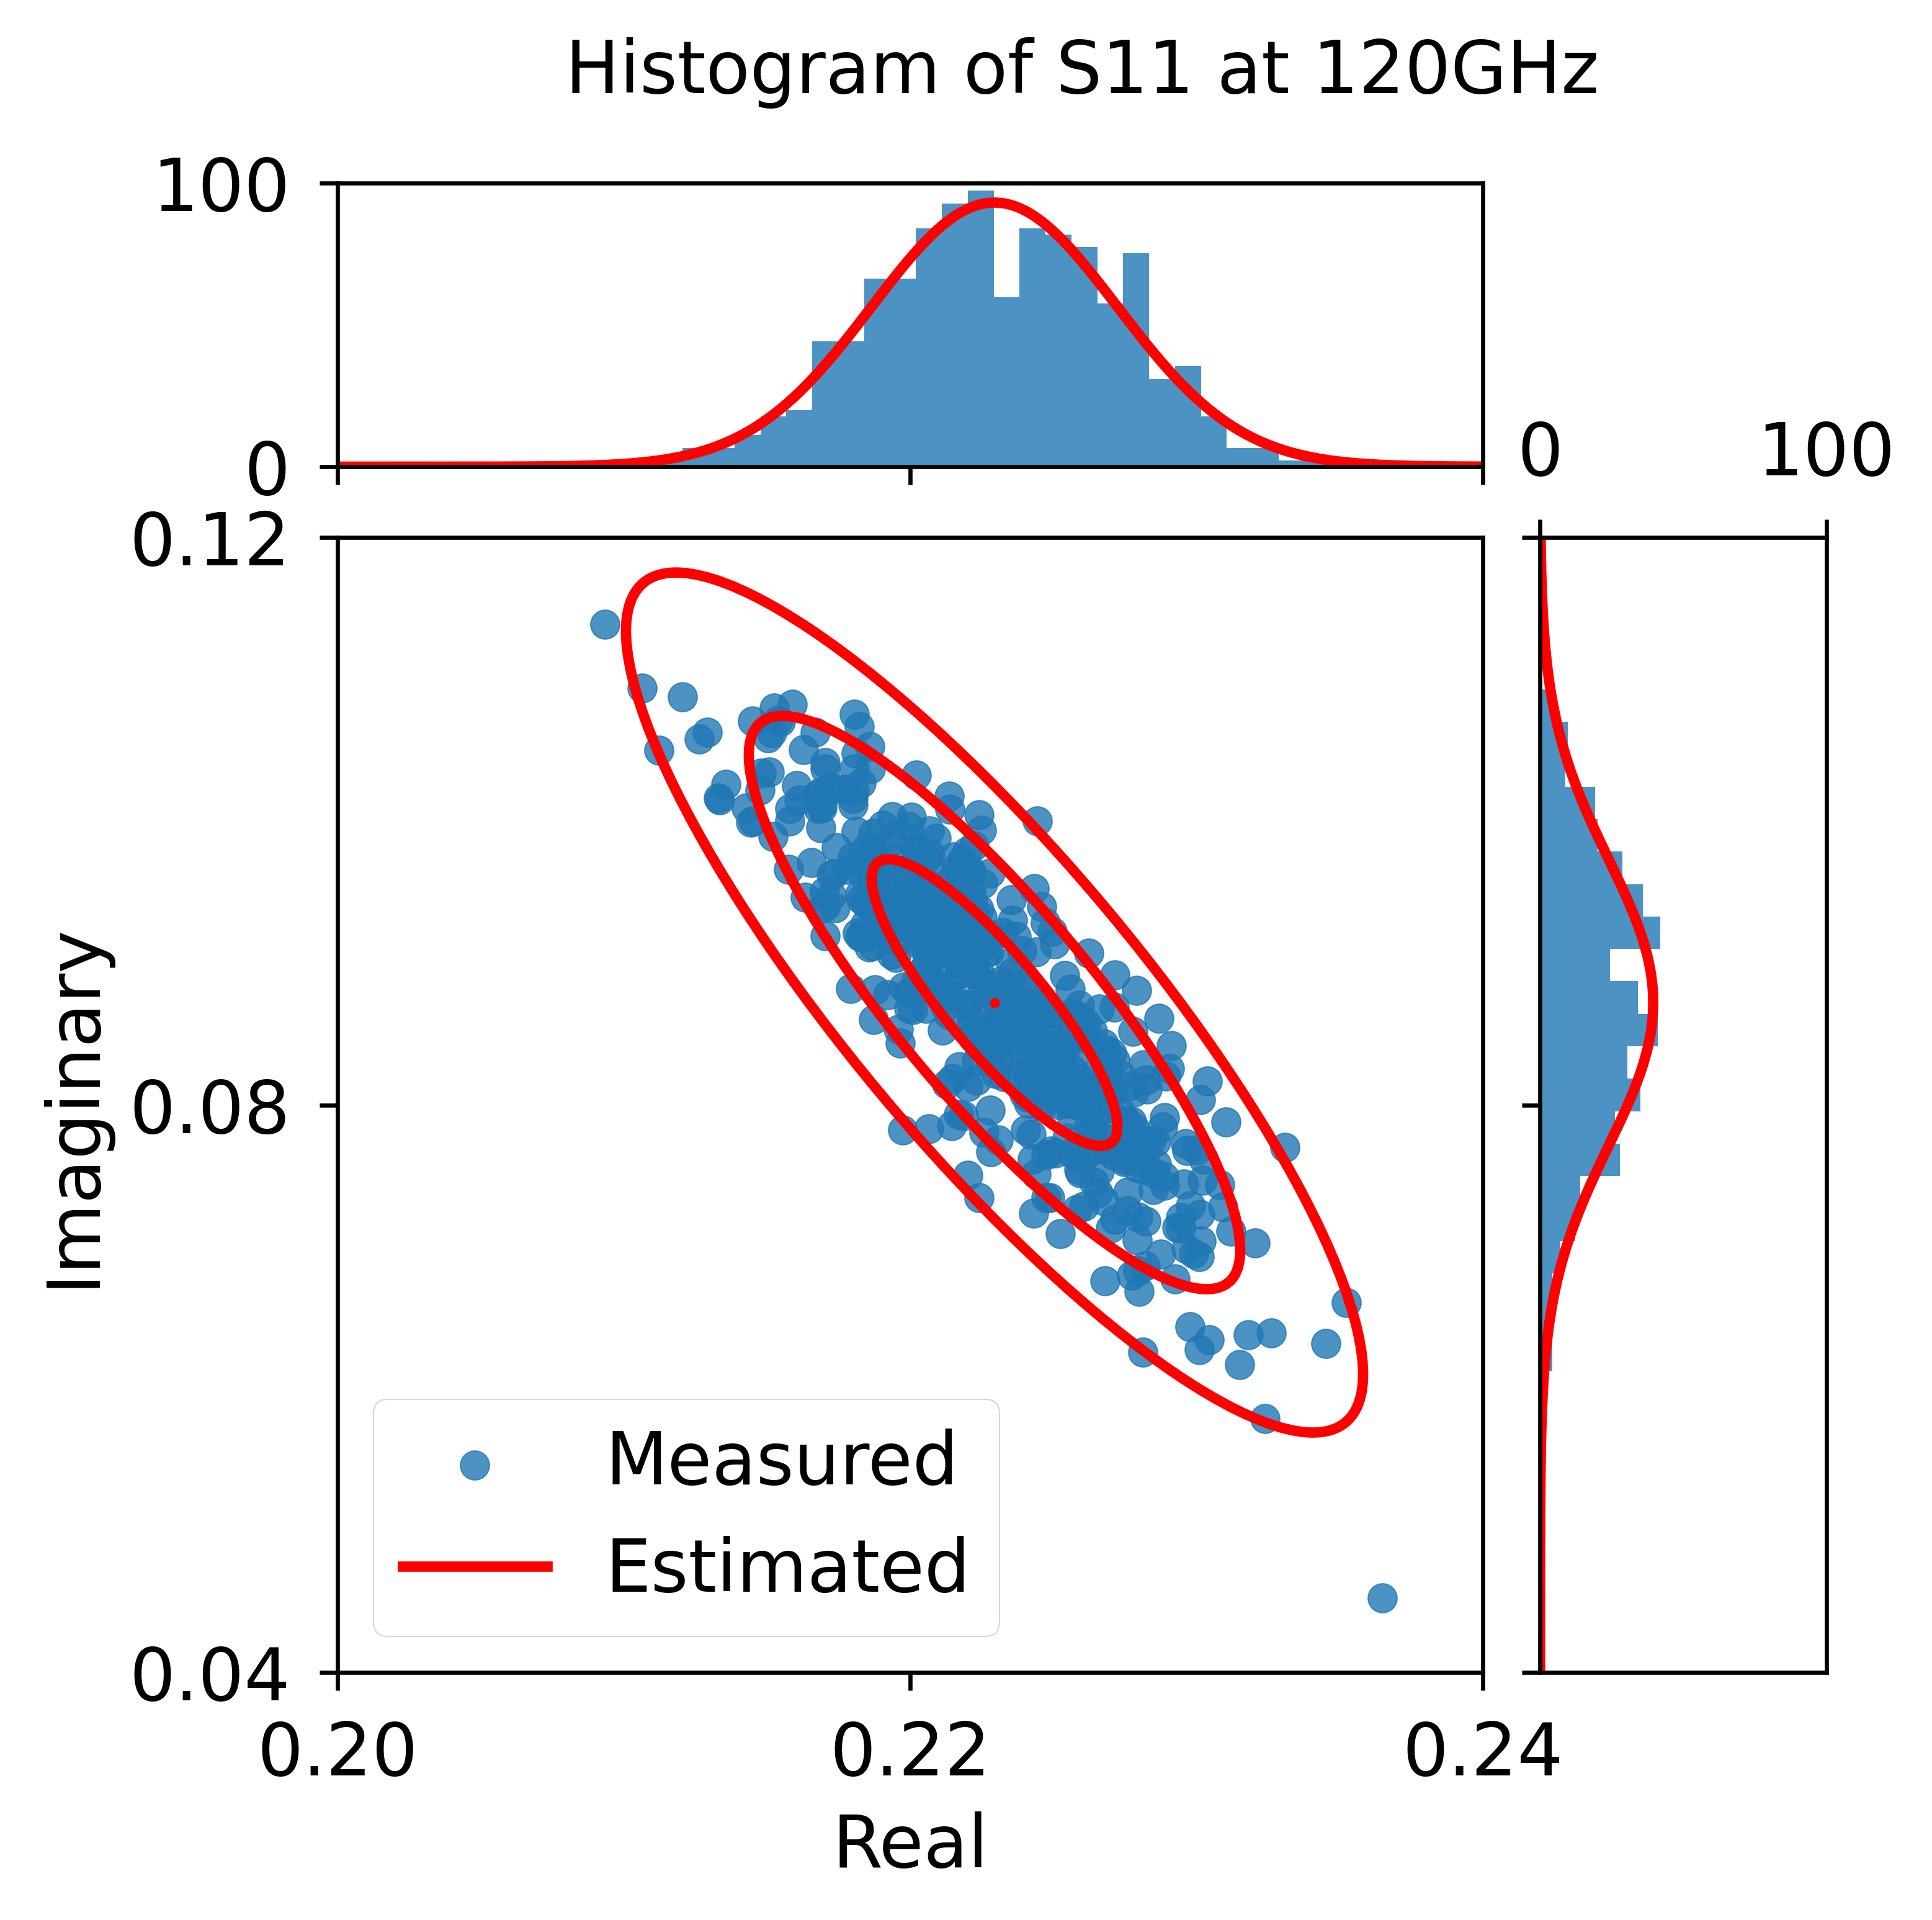 Histogram of S11 at 120GHz
100
0
0 100
0.12
0.08
0.04
Imaginary
Measured
Estimated
0.20 0.22 0.24
Real